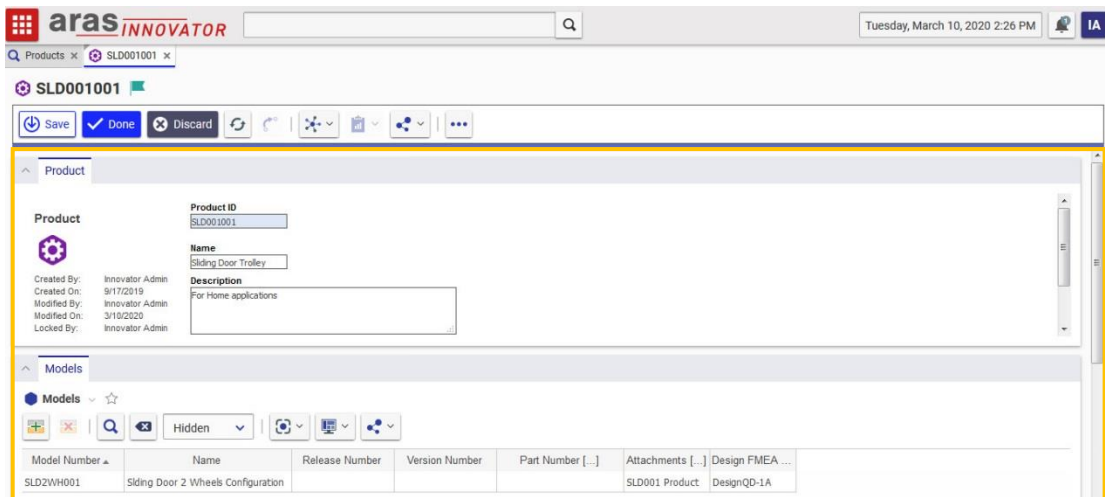 aras INNOVATOR
Tuesday, March 10, 2020 2:26 PM
IA
Products × SLD001001 ×
SLD001001
Save Done Discard
Product
Product
Product ID
SLD001001
Name
Sliding Door Trolley
Created By: Innovator Admin
Created On: 9/17/2019
Modified By: Innovator Admin
Modified On: 3/10/2020
Locked By: Innovator Admin
Description
For Home applications
Models
Models
Hidden
Model Number Name Release Number Version Number Part Number [...] Attachments [...] Design FMEA ...
SLD2WH001 Slding Door 2 Wheels Configuration SLD001 Product DesignQD-1A